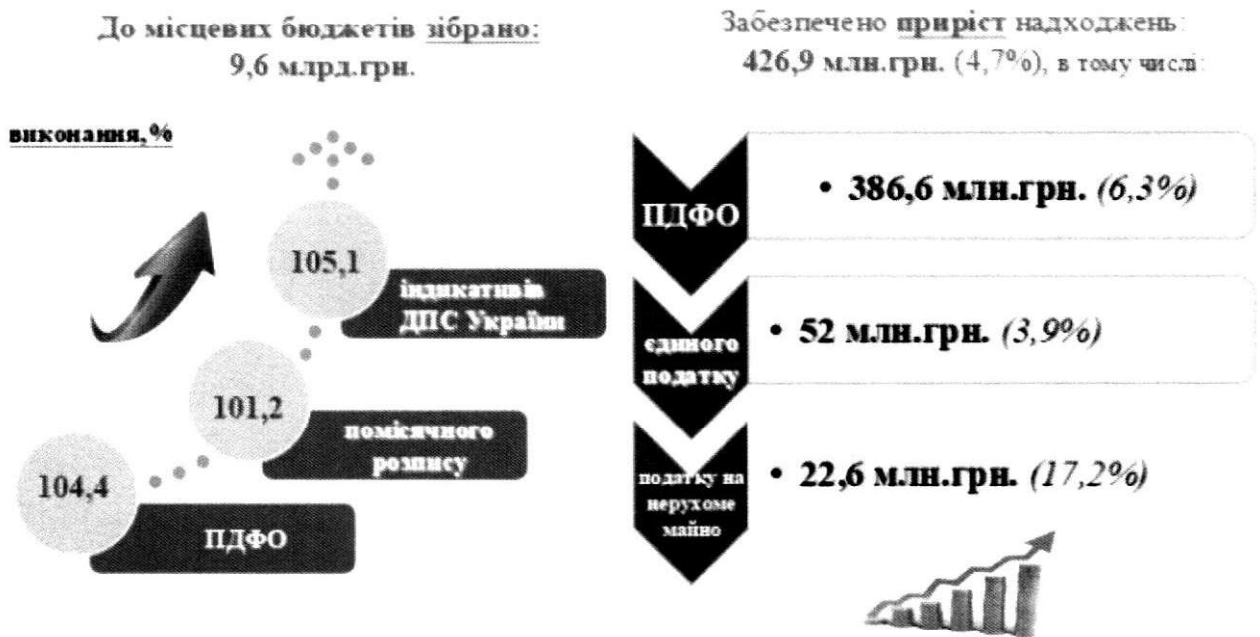 До місцевих бюджетів зібрано:
9,6 млрд.грн.
виконання,%
105,1
індикативів
ДПС України
101,2
помісячного
розпису
104,4
ПДФО
Забезпечено приріст надходжень:
426,9 млн.грн. (4,7%), в тому числі:
ПДФО
• 386,6 млн.грн. (6,3%)
єдиного
податку
• 52 млн.грн. (3,9%)
податку на
нерухоме
майно
• 22,6 млн.грн. (17,2%)